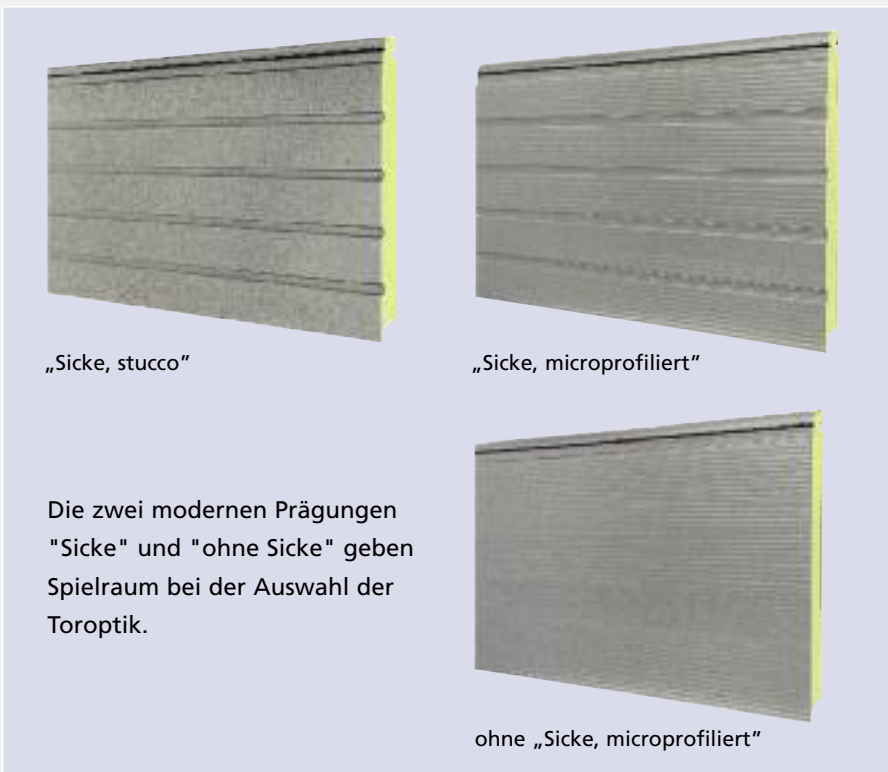 „Sicke, stucco”
„Sicke, microprofiliert”
Die zwei modernen Prägungen
"Sicke" und "ohne Sicke" geben
Spielraum bei der Auswahl der
Toroptik.
ohne „Sicke, microprofiliert”